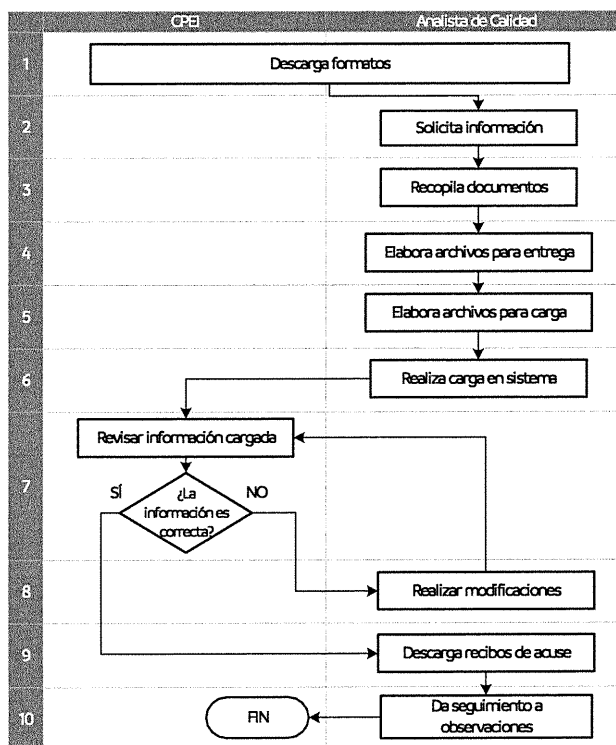 CPEI
Analista de Calidad
1
Descarga formatos
2
Solicita información
3
Recopila documentos
4
Elabora archivos para entrega
5
Elabora archivos para carga
6
Realiza carga en sistema
7
Revisar información cargada
SÍ
¿La
información es
correcta?
NO
8
Realizar modificaciones
9
Descarga recibos de acuse
10
FIN
Da seguimiento a
observaciones